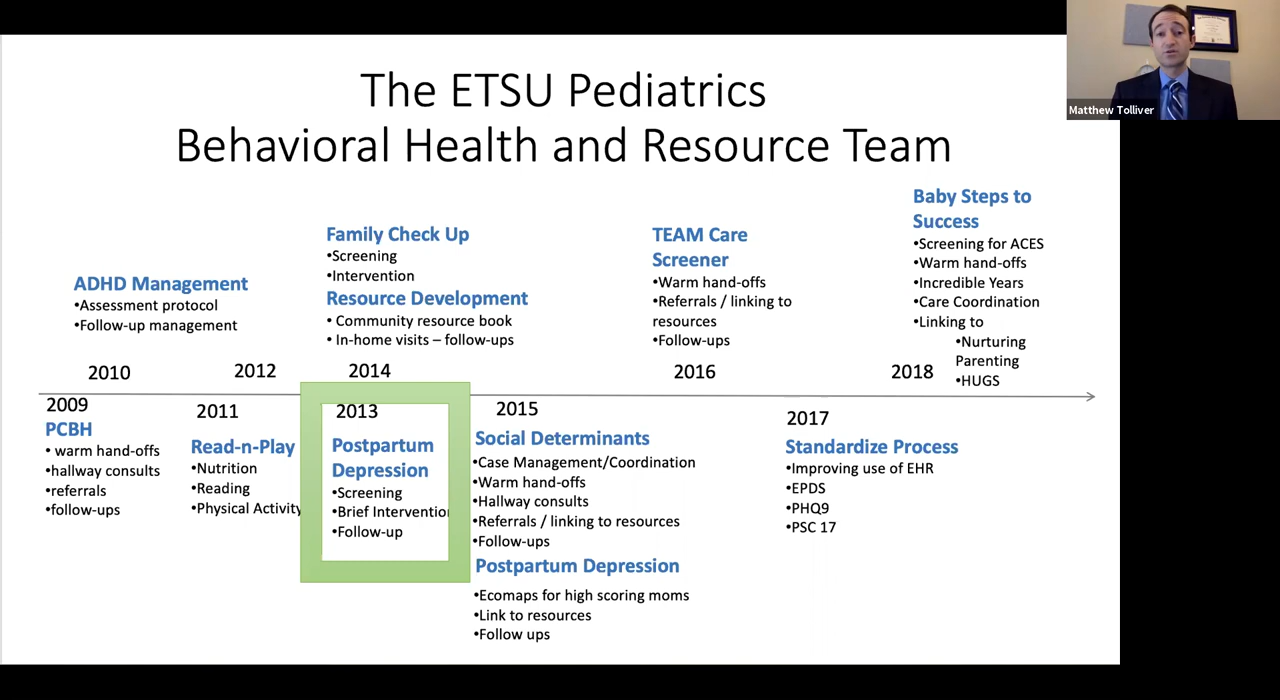 The ETSU Pediatrics
Behavioral Health and Resource Team
Matthew Tolliver
ADHD Management
•Assessment protocol
•Follow-up management
Family Check Up
•Screening
•Intervention
Resource Development
• Community resource book
• In-home visits – follow-ups
TEAM Care
Screener
•Warm hand-offs
•Referrals / linking to
resources
•Follow-ups
Baby Steps to
Success
•Screening for ACES
•Warm hand-offs
•Incredible Years
•Care Coordination
•Linking to
•Nurturing
Parenting
•HUGS
2010
2012
2014
2016
2018
2009
PCBH
• warm hand-offs
•hallway consults
•referrals
•follow-ups
2011
Read-n-Play
•Nutrition
•Reading
•Physical Activity
2013
Postpartum
Depression
•Screening
•Brief Intervention
•Follow-up
2015
Social Determinants
•Case Management/Coordination
•Warm hand-offs
•Hallway consults
•Referrals / linking to resources
•Follow-ups
Postpartum Depression
•Ecomaps for high scoring moms
•Link to resources
•Follow ups
2017
Standardize Process
•Improving use of EHR
•EPDS
•PHQ9
•PSC 17